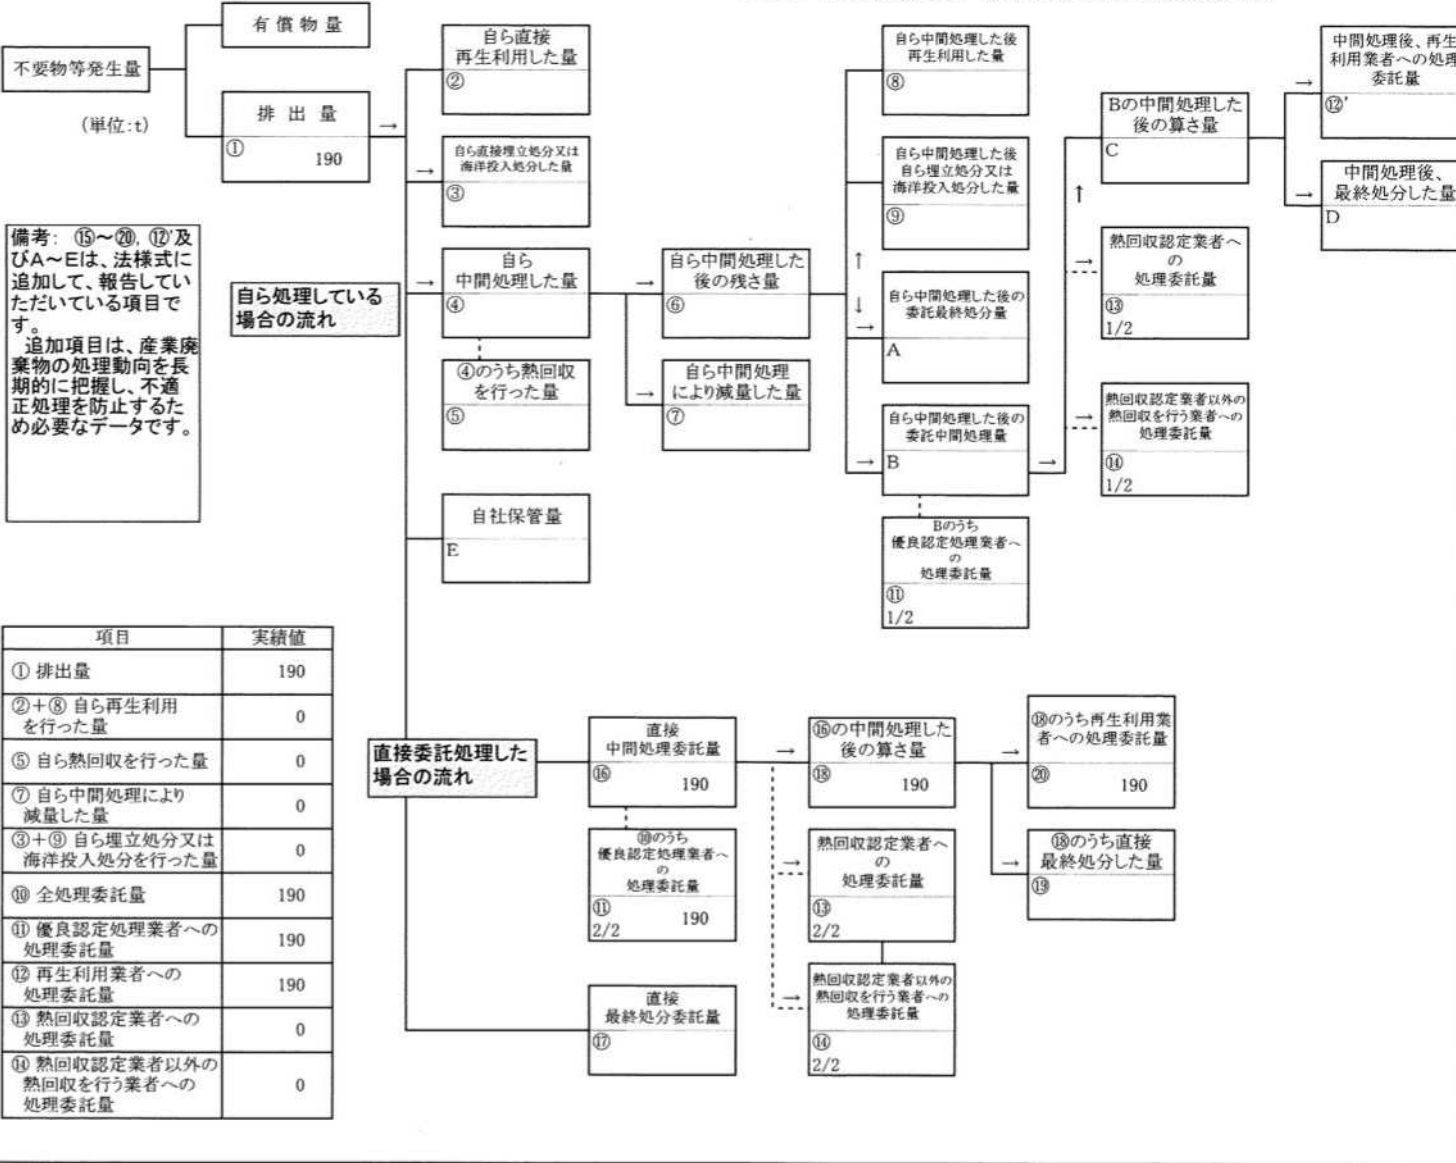 有償物量
不要物等発生量
(単位:t)
排出量
①
190
→
自ら直接
再生利用した量
②
自ら直接埋立処分又は
海洋投入処分した量
→
③
備考: ⑮~⑳, ⑫'及
びA~Eは、法様式に
追加して、報告してい
ただいている項目で
す。
追加項目は、産業廃
棄物の処理動向を長
期的に把握し、不適
正処理を防止するた
め必要なデータです。
自ら処理している
場合の流れ
→
自ら
中間処理した量
④
④のうち熱回収
を行った量
⑤
→
自ら中間処理した
後の残さ量
⑥
→
自ら中間処理
により減量した量
⑦
自社保管量
E
自ら中間処理した後
再生利用した量
⑧
自ら中間処理した後
自ら埋立処分又は
海洋投入処分した量
⑨
↑
↓
→
自ら中間処理した後の
委託最終処分量
A
自ら中間処理した後の
委託中間処理量
→
B
→
Bのうち
優良認定処理業者へ
の
処理委託量
⑪
1/2
Bの中間処理した
後の算さ量
C
↑
→
熱回収認定業者へ
の
処理委託量
⑬
1/2
→
熱回収認定業者以外の
熱回収を行う業者への
処理委託量
⑭
1/2
→
中間処理後、再生
利用業者への処理
委託量
⑫'
→
中間処理後、
最終処分した量
D
項目 実績値
① 排出量 190
②+⑧ 自ら再生利用
を行った量 0
⑤ 自ら熱回収を行った量 0
⑦ 自ら中間処理により
減量した量 0
③+⑨ 自ら埋立処分又は
海洋投入処分を行った量 0
⑩ 全処理委託量 190
⑪ 優良認定処理業者への
処理委託量 190
⑫ 再生利用業者への
処理委託量 190
⑬ 熱回収認定業者への
処理委託量 0
⑭ 熱回収認定業者以外の
熱回収を行う業者への
処理委託量 0
直接委託処理した
場合の流れ
直接
中間処理委託量
⑯ 190
⑩のうち
優良認定処理業者へ
の
処理委託量
⑪
2/2 190
直接
最終処分委託量
⑰
→
⑯の中間処理した
後の算さ量
⑱ 190
→
熱回収認定業者へ
の
処理委託量
⑬
2/2
→
熱回収認定業者以外の
熱回収を行う業者への
処理委託量
⑭
2/2
→
⑱のうち再生利用業
者への処理委託量
⑳ 190
→
⑱のうち直接
最終処分した量
⑲